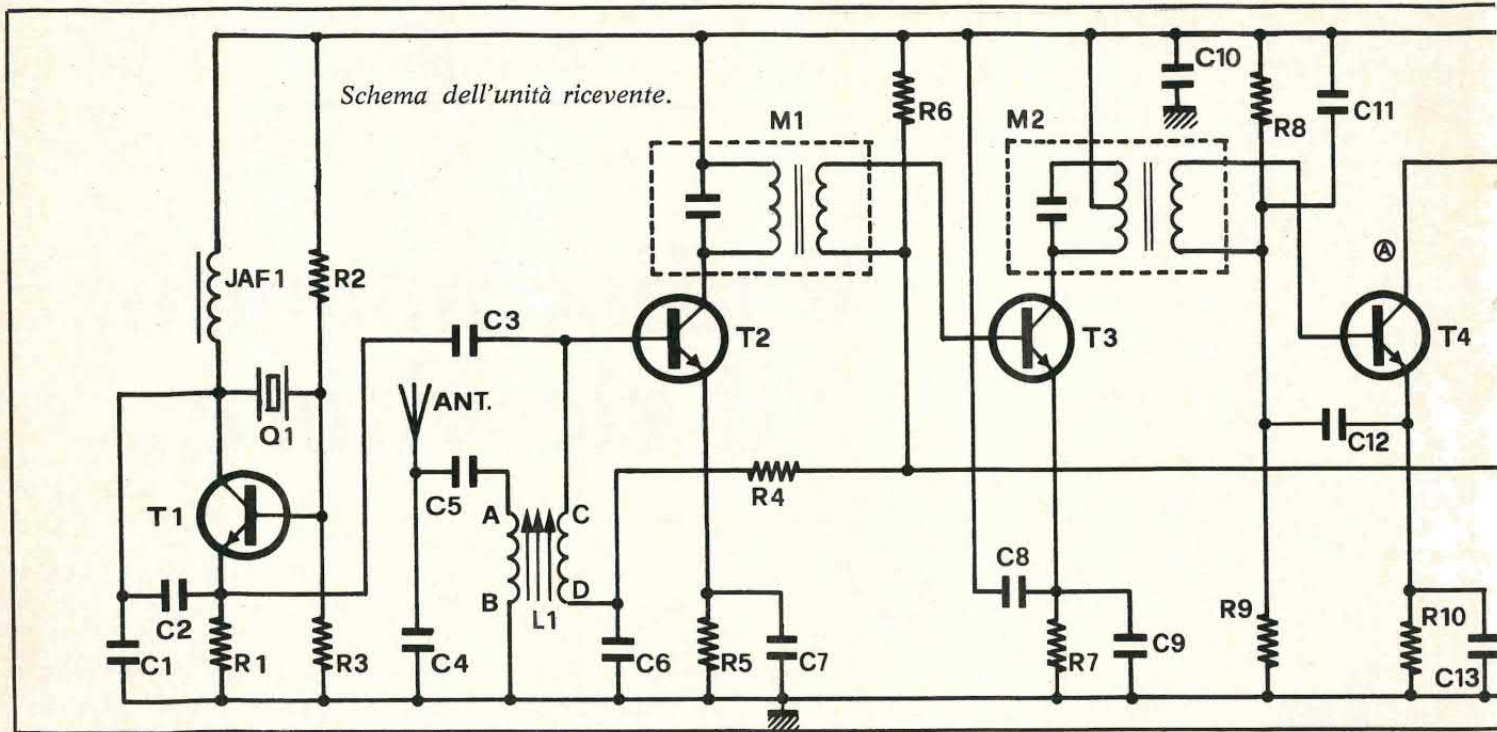 Schema dell'unità ricevente.
C10
R6
M1
M2
R8
C11
A
JAF1
R2
C3
T2
T3
T4
ANT.
Q1
C12
C5
R4
T1
A
C
C8
B
D
L1
C2
R9
R10
C1
R1
R3
C4
C6
R5
C7
R7
C9
C13